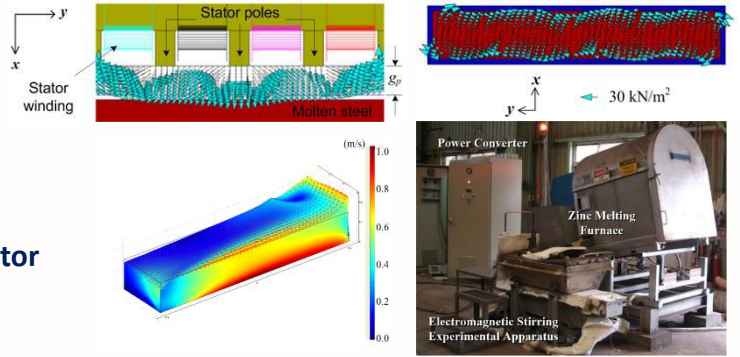 y
x
Stator poles
Stator
winding
gp
Molten steel
x
y
30 kN/m²
(m/s)
1.0
0.8
0.6
0.4
0.2
0.0
tor
Power Converter
Zinc Melting
Furnace
Electromagnetic Stirring
Experimental Apparatus